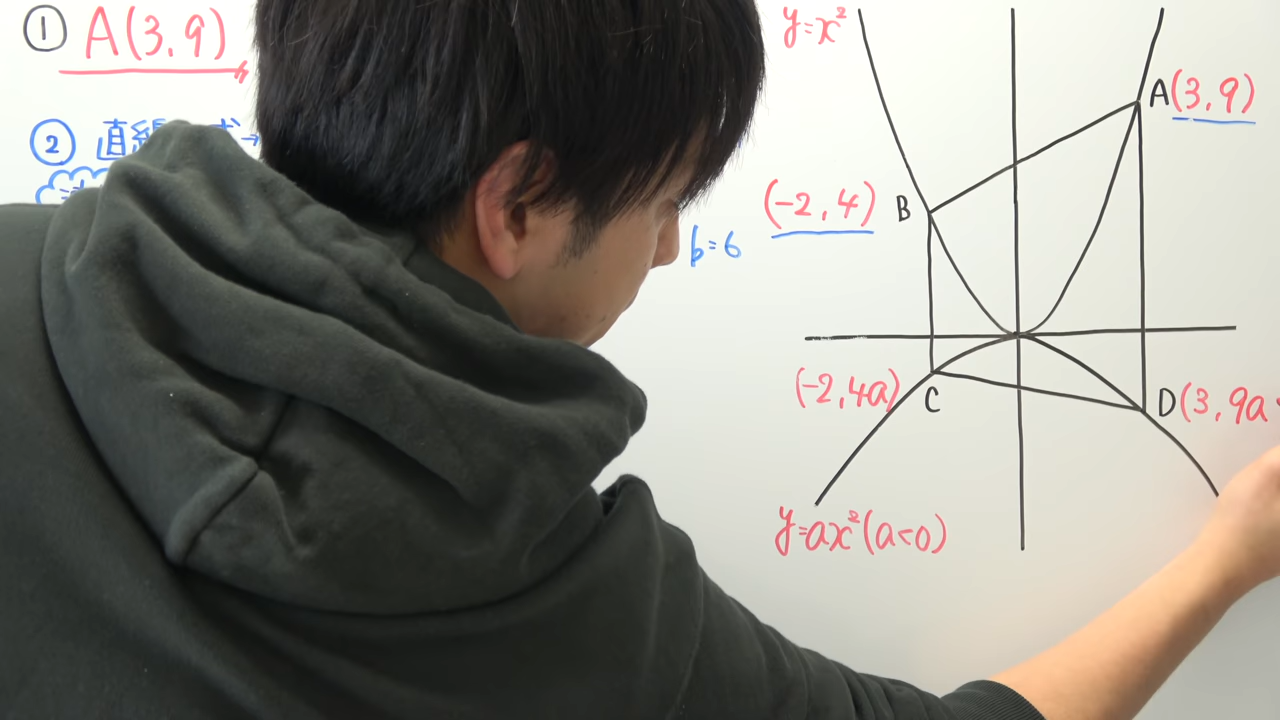 ① A(3,9)
② 直線
b=6
y=x²
A(3,9)
(-2,4) B
(-2,4a) C
D(3,9a
y=ax²(a<0)